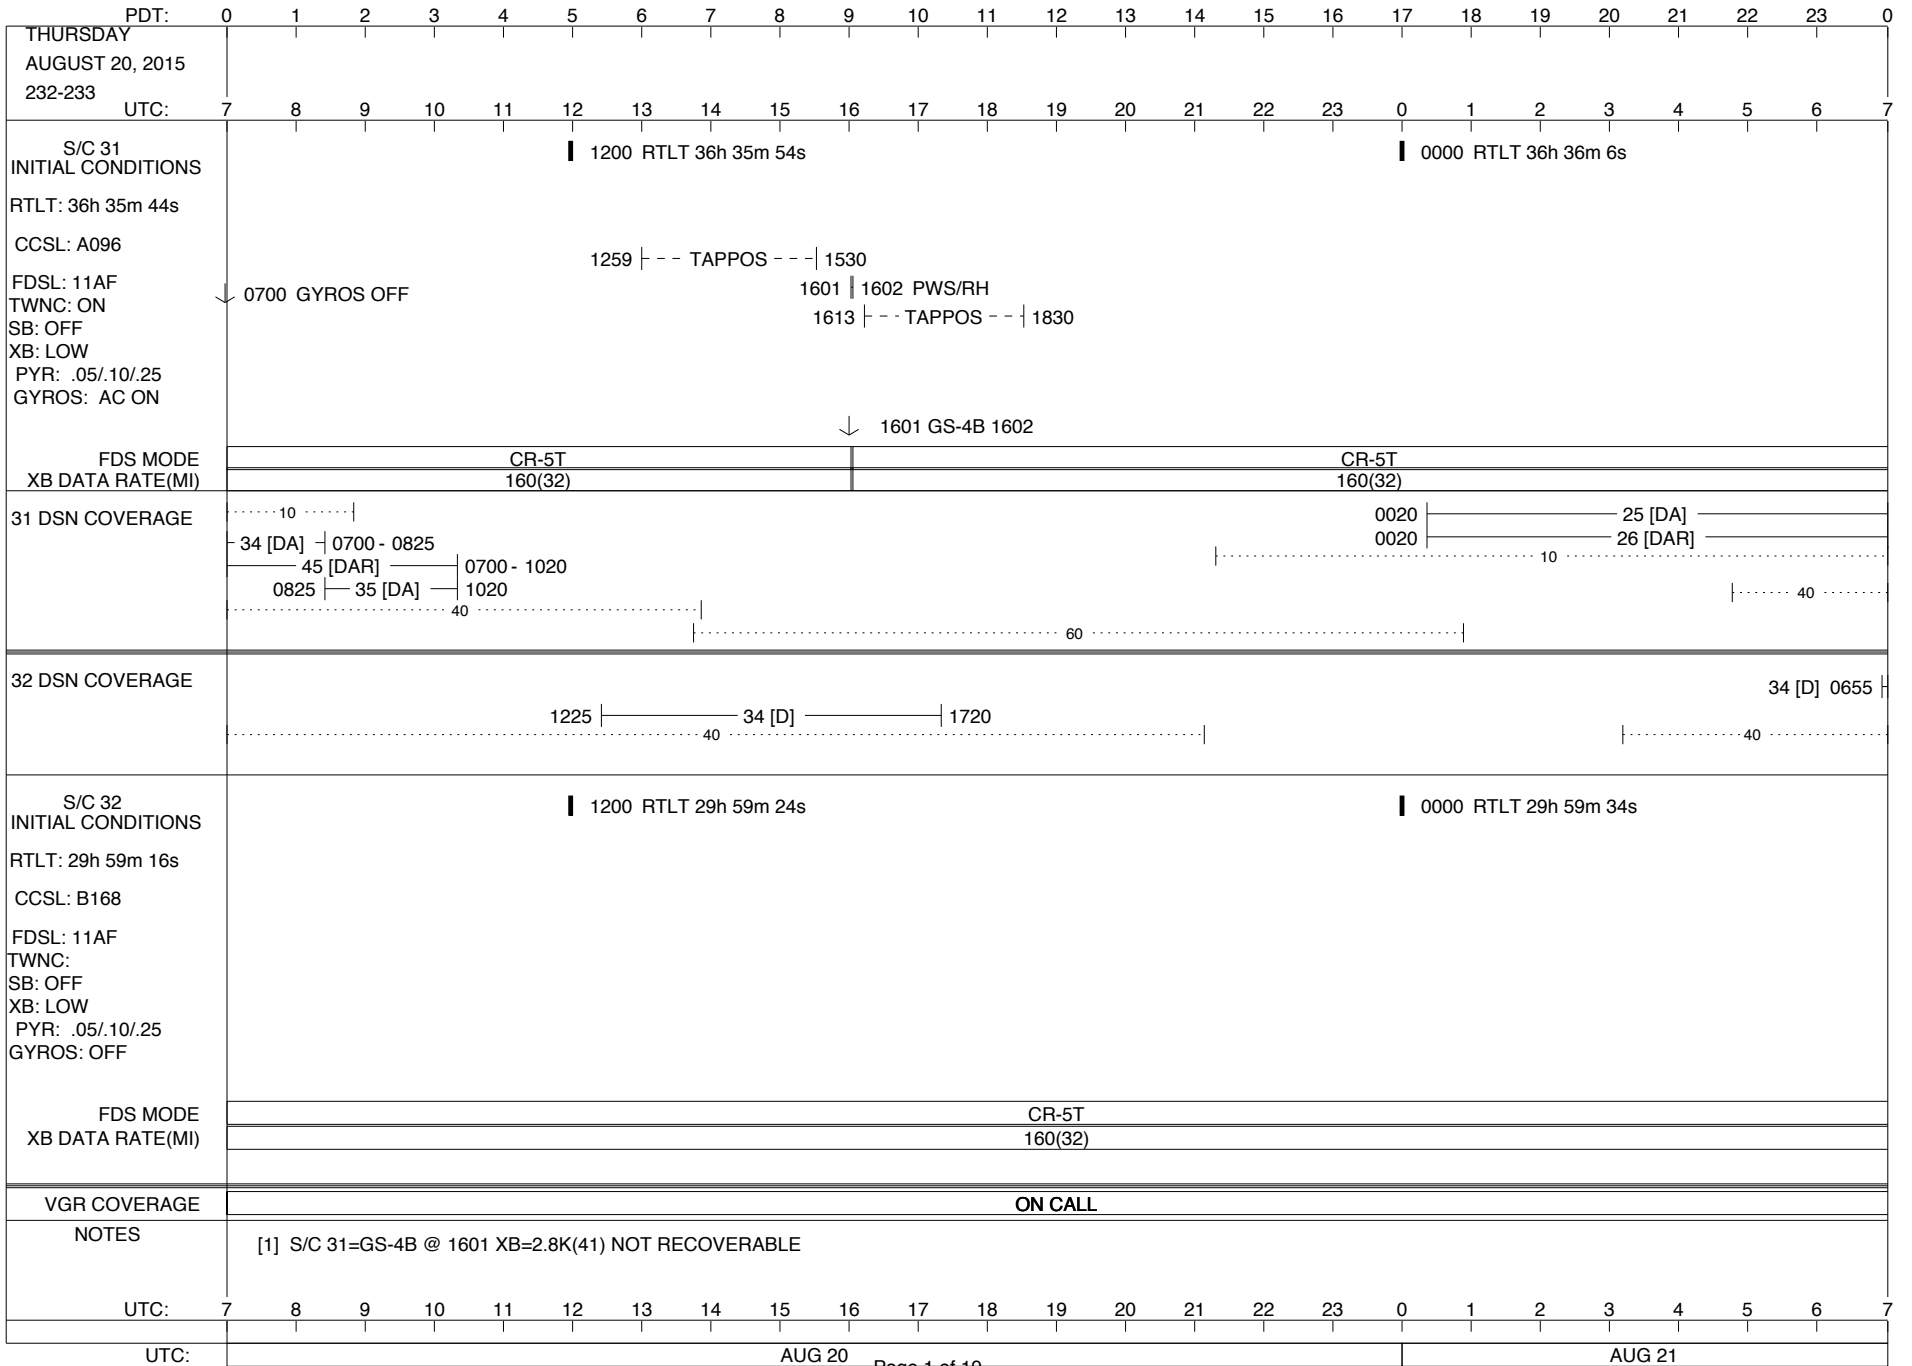 PDT: 0 1 2 3 4 5 6 7 8 9 10 11 12 13 14 15 16 17 18 19 20 21 22 23 0
THURSDAY
AUGUST 20, 2015
232-233
UTC: 7 8 9 10 11 12 13 14 15 16 17 18 19 20 21 22 23 0 1 2 3 4 5 6 7
S/C 31
INITIAL CONDITIONS
1200 RTLT 36h 35m 54s
0000 RTLT 36h 36m 6s
RTLT: 36h 35m 44s
CCSL: A096
1259 TAPPOS 1530
FDSL: 11AF
0700 GYROS OFF
1601 1602 PWS/RH
TWNC: ON
1613 TAPPOS 1830
SB: OFF
XB: LOW
PYR: .05/.10/.25
GYROS: AC ON
1601 GS-4B 1602
FDS MODE CR-5T CR-5T
XB DATA RATE(MI) 160(32) 160(32)
31 DSN COVERAGE
10
0020 25 [DA]
34 [DA] 0700 - 0825
0020 26 [DAR]
10
45 [DAR] 0700 - 1020
0825 35 [DA] 1020
40
40
60
32 DSN COVERAGE
34 [D] 0655
1225 34 [D] 1720
40
40
S/C 32
INITIAL CONDITIONS
1200 RTLT 29h 59m 24s
0000 RTLT 29h 59m 34s
RTLT: 29h 59m 16s
CCSL: B168
FDSL: 11AF
TWNC:
SB: OFF
XB: LOW
PYR: .05/.10/.25
GYROS: OFF
FDS MODE CR-5T
XB DATA RATE(MI) 160(32)
VGR COVERAGE ON CALL
NOTES
[1] S/C 31=GS-4B @ 1601 XB=2.8K(41) NOT RECOVERABLE
UTC: 7 8 9 10 11 12 13 14 15 16 17 18 19 20 21 22 23 0 1 2 3 4 5 6 7
UTC: AUG 20 AUG 21
Page 1 of 19